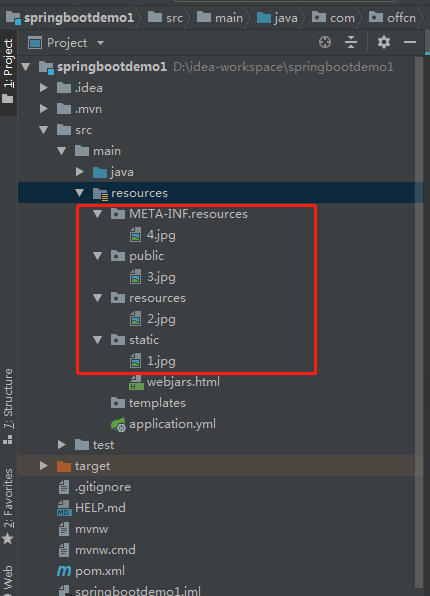 springbootdemo1 src main java com offcn
Project
springbootdemo1 D:\idea-workspace\springbootdemo1
.idea
.mvn
src
main
java
resources
META-INF.resources
4.jpg
public
3.jpg
resources
2.jpg
static
1.jpg
webjars.html
templates
application.yml
test
target
.gitignore
HELP.md
mvnw
mvnw.cmd
pom.xml
springbootdemo1.iml
1: Project
7: Structure
2: Favorites
Web